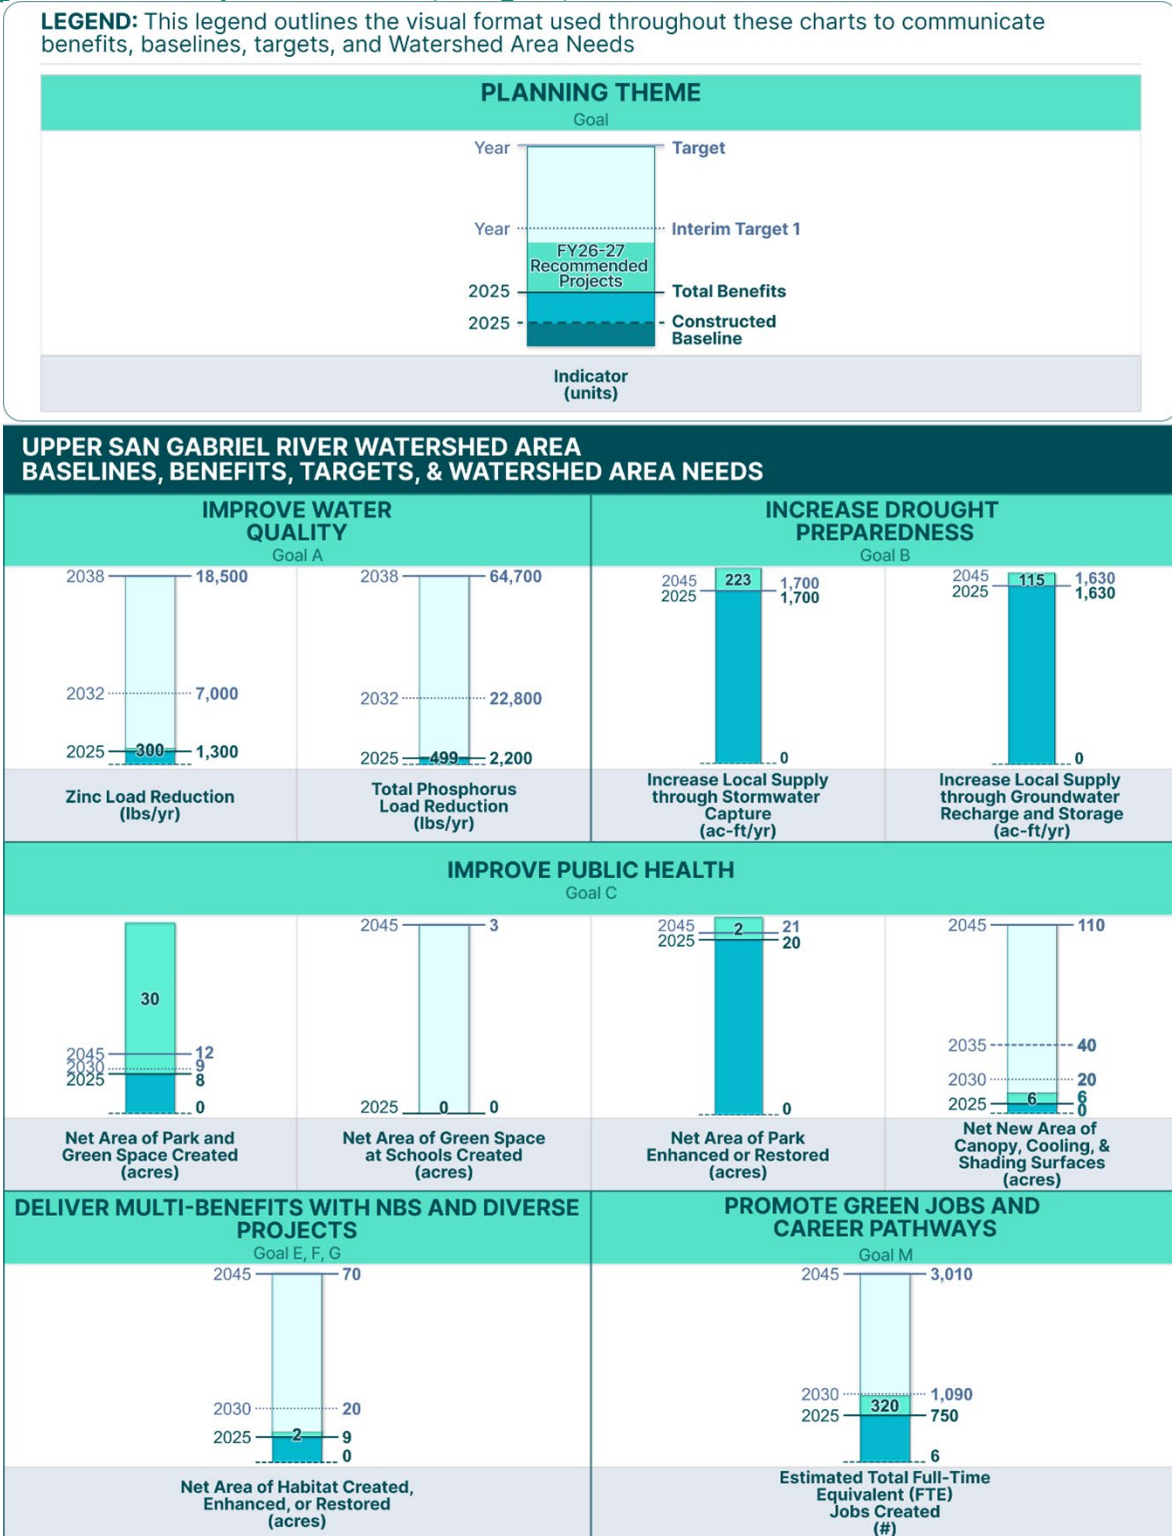 LEGEND: This legend outlines the visual format used throughout these charts to communicate
benefits, baselines, targets, and Watershed Area Needs
PLANNING THEME
Goal
Year Target
Year Interim Target 1
FY26-27
Recommended
Projects
2025 Total Benefits
2025 Constructed
Baseline
Indicator
(units)
UPPER SAN GABRIEL RIVER WATERSHED AREA
BASELINES, BENEFITS, TARGETS, & WATERSHED AREA NEEDS
IMPROVE WATER
QUALITY
Goal A
2038 18,500
2032 7,000
2025 300 1,300
Zinc Load Reduction
(lbs/yr)
2038 64,700
2032 22,800
2025 499 2,200
Total Phosphorus
Load Reduction
(lbs/yr)
INCREASE DROUGHT
PREPAREDNESS
Goal B
2045 223 1,700
2025 1,700
0
Increase Local Supply
through Stormwater
Capture
(ac-ft/yr)
2045 115 1,630
2025 1,630
0
Increase Local Supply
through Groundwater
Recharge and Storage
(ac-ft/yr)
IMPROVE PUBLIC HEALTH
Goal C
30
2045 12
2030 9
2025 8
0
Net Area of Park and
Green Space Created
(acres)
2045 3
2025 0 0
Net Area of Green Space
at Schools Created
(acres)
2045 2 21
2025 20
0
Net Area of Park
Enhanced or Restored
(acres)
2045 110
2035 40
2030 20
2025 6 6
0
Net New Area of
Canopy, Cooling, &
Shading Surfaces
(acres)
DELIVER MULTI-BENEFITS WITH NBS AND DIVERSE
PROJECTS
Goal E, F, G
2045 70
2030 20
2025 2 9
0
Net Area of Habitat Created,
Enhanced, or Restored
(acres)
PROMOTE GREEN JOBS AND
CAREER PATHWAYS
Goal M
2045 3,010
2030 1,090
320
2025 750
6
Estimated Total Full-Time
Equivalent (FTE)
Jobs Created
(#)